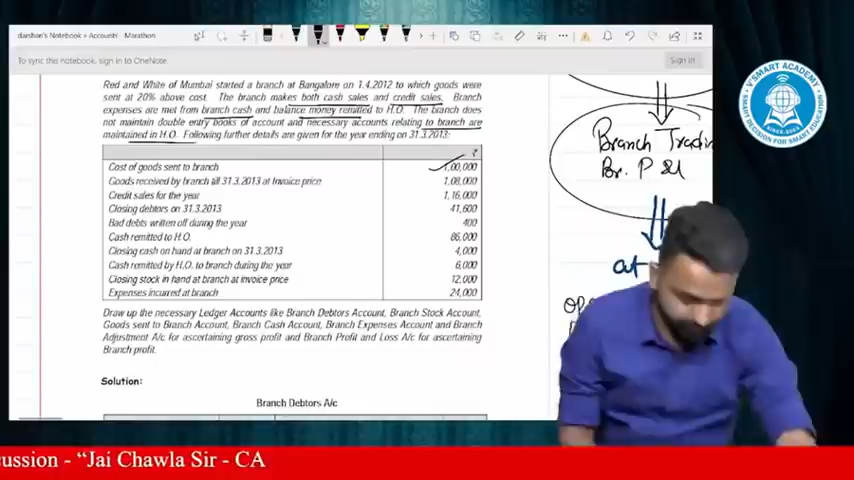 darshan's Notebook » Accounts Marathon
To sync this notebook, sign in to OneNote.
Sign in
Red and White of Mumbai started a branch at Bangalore on 1.4.2012 to which goods were
sent at 20% above cost. The branch makes both cash sales and credit sales. Branch
expenses are met from branch cash and balance money remitted to H.O. The branch does
not maintain double entry books of account and necessary accounts relating to branch are
maintained in H.O. Following further details are given for the year ending on 31.3.2013:
₹
Cost of goods sent to branch 1,00,000
Goods received by branch till 31.3.2013 at Invoice price 1,08,000
Credit sales for the year 1,16,000
Closing debtors on 31.3.2013 41,600
Bad debts written off during the year 400
Cash remitted to H.O. 86,000
Closing cash on hand at branch on 31.3.2013 4,000
Cash remitted by H.O. to branch during the year 6,000
Closing stock in hand at branch at invoice price 12,000
Expenses incurred at branch 24,000
Draw up the necessary Ledger Accounts like Branch Debtors Account, Branch Stock Account,
Goods sent to Branch Account, Branch Cash Account, Branch Expenses Account and Branch
Adjustment A/c for ascertaining gross profit and Branch Profit and Loss A/c for ascertaining
Branch profit.
Solution:
Branch Debtors A/c
Branch Tradin
Br. P &l
at
V'SMART ACADEMY
SMART DECISION FOR SMART STUDENTS
cussion - “Jai Chawla Sir - CA